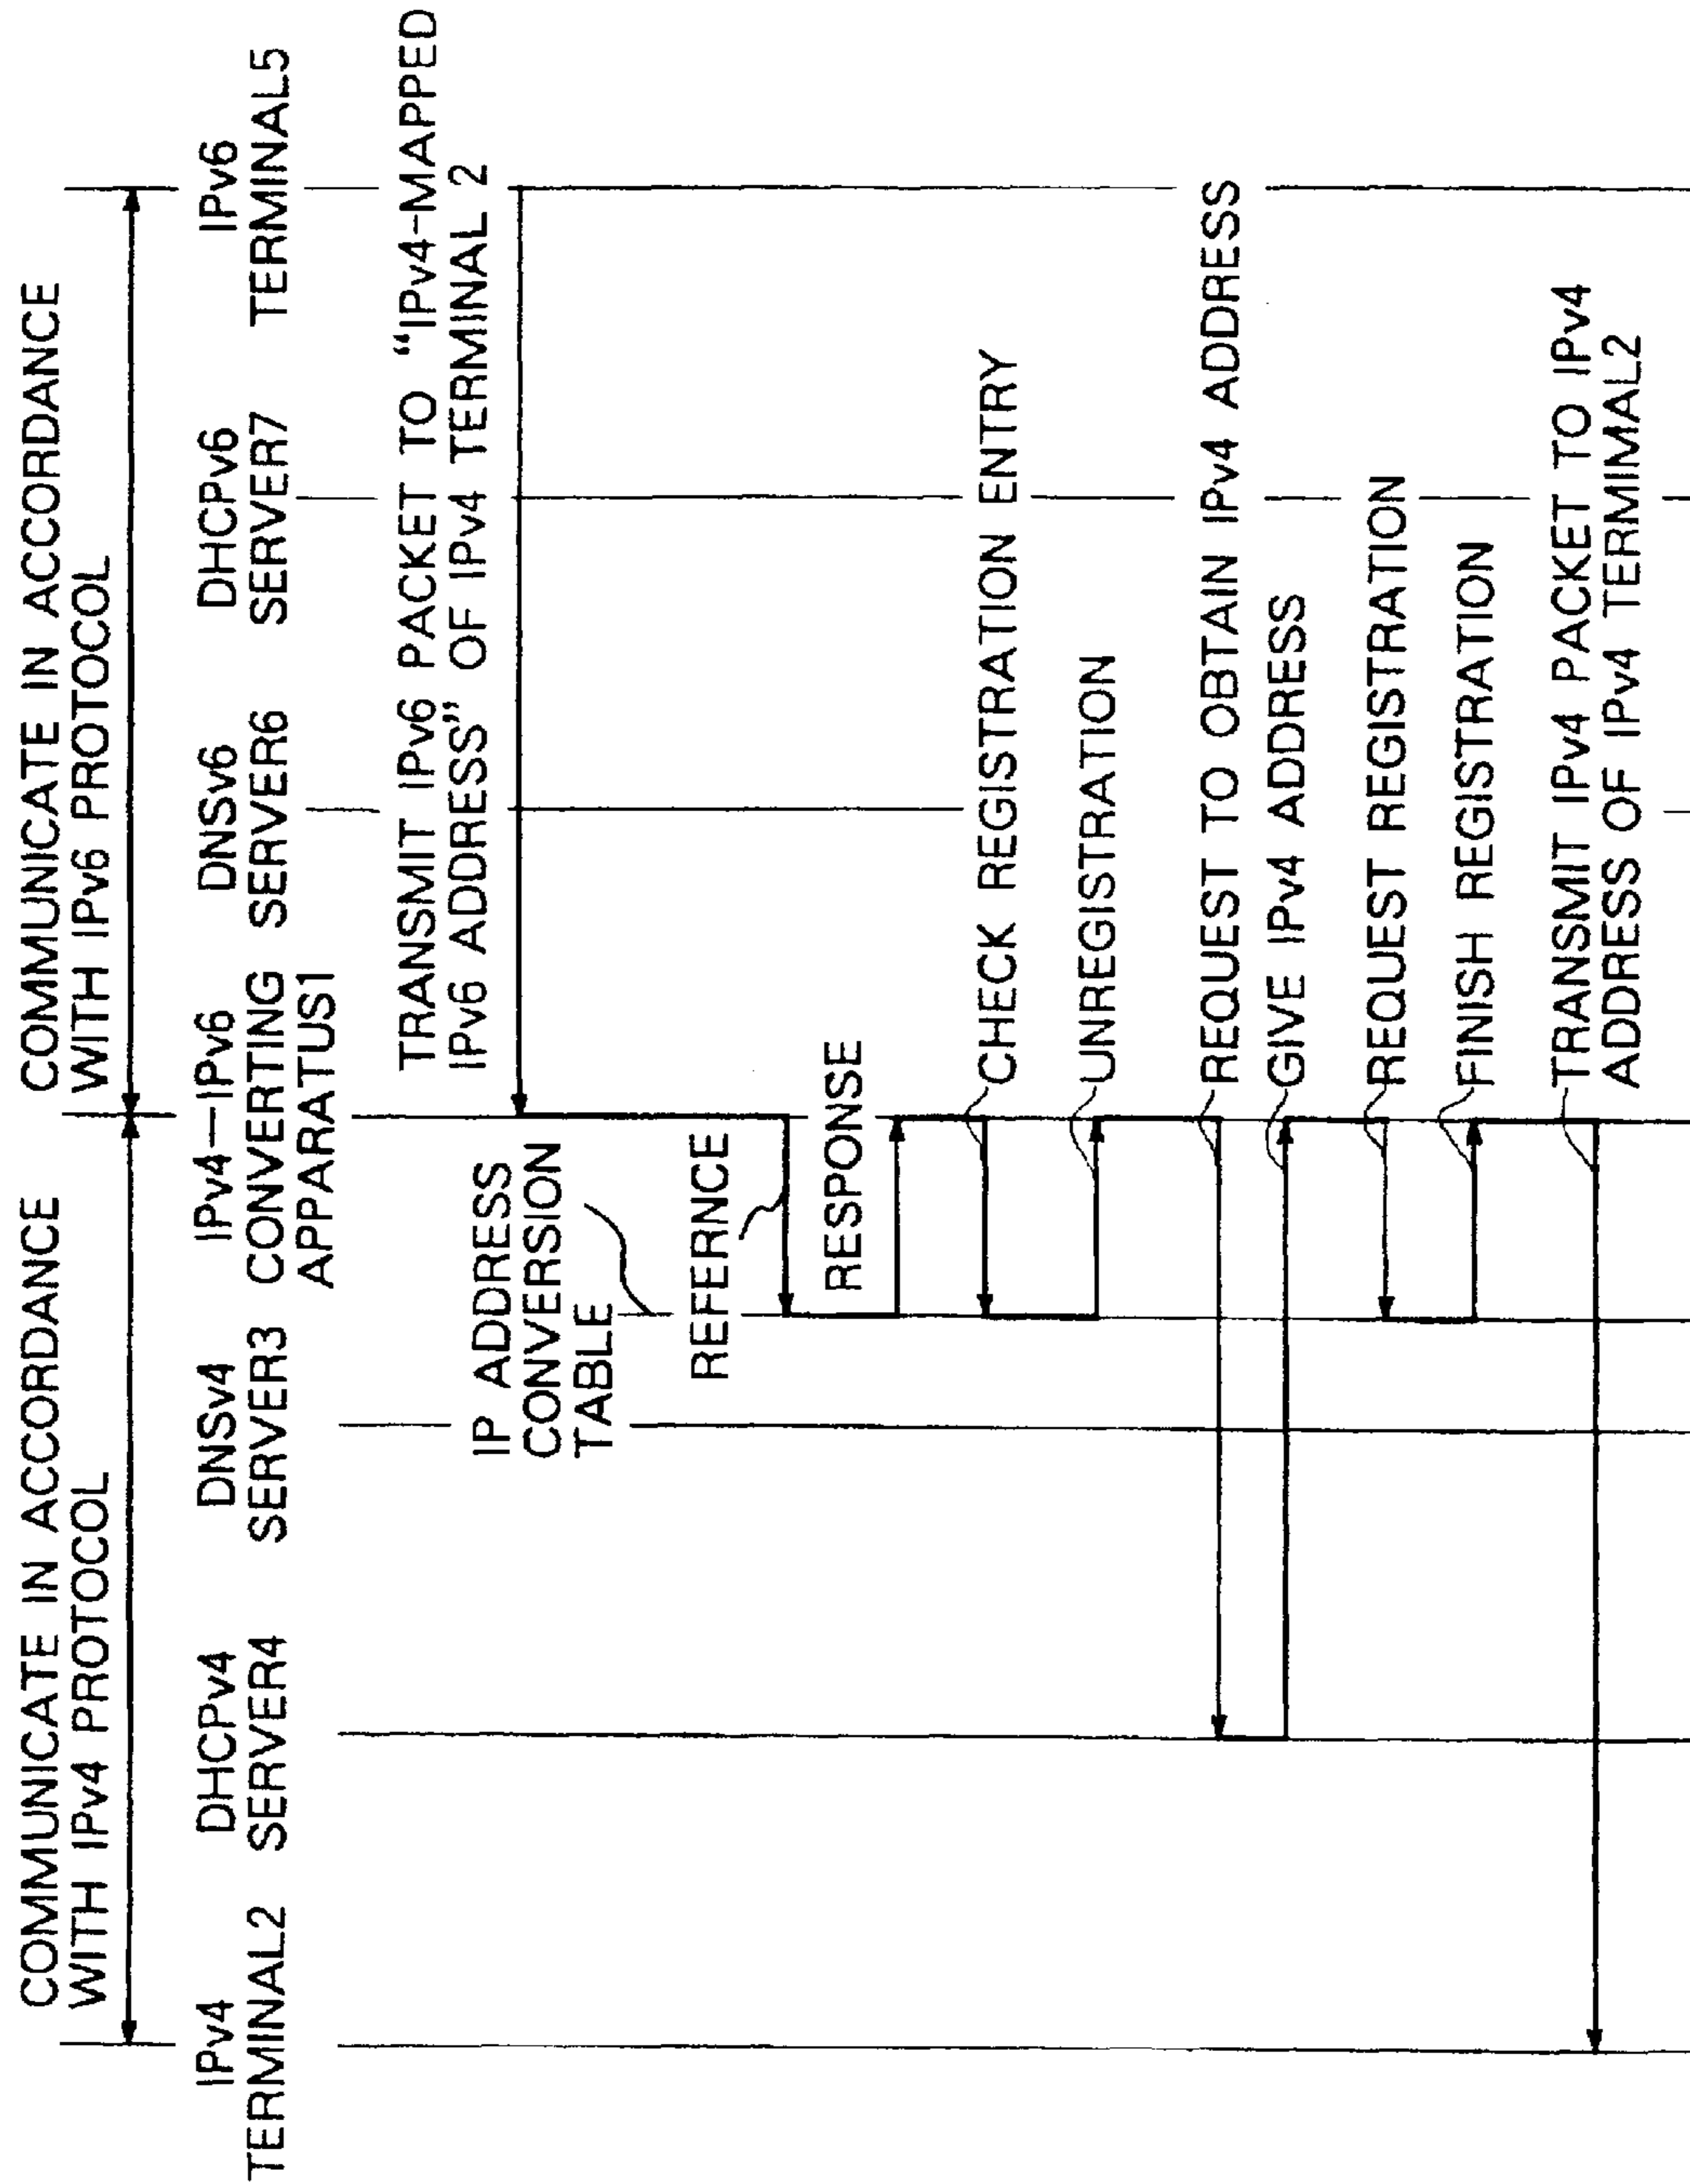 COMMUNICATE IN ACCORDANCE
WITH IPv4 PROTOCOL
COMMUNICATE IN ACCORDANCE
WITH IPv6 PROTOCOL
IPv4
TERMINAL2
DHCPv4
SERVER4
DNSv4
SERVER3
IPv4-IPv6
CONVERTING
APPARATUS1
DNSv6
SERVER6
DHCPv6
SERVER7
IPv6
TERMINAL5
TRANSMIT IPv6 PACKET TO "IPv4-MAPPED
IPv6 ADDRESS" OF IPv4 TERMINAL 2
IP ADDRESS
CONVERSION
TABLE
REFERNCE
RESPONSE
CHECK REGISTRATION ENTRY
UNREGISTRATION
REQUEST TO OBTAIN IPv4 ADDRESS
GIVE IPv4 ADDRESS
REQUEST REGISTRATION
FINISH REGISTRATION
TRANSMIT IPv4 PACKET TO IPv4
ADDRESS OF IPv4 TERMIMAL2